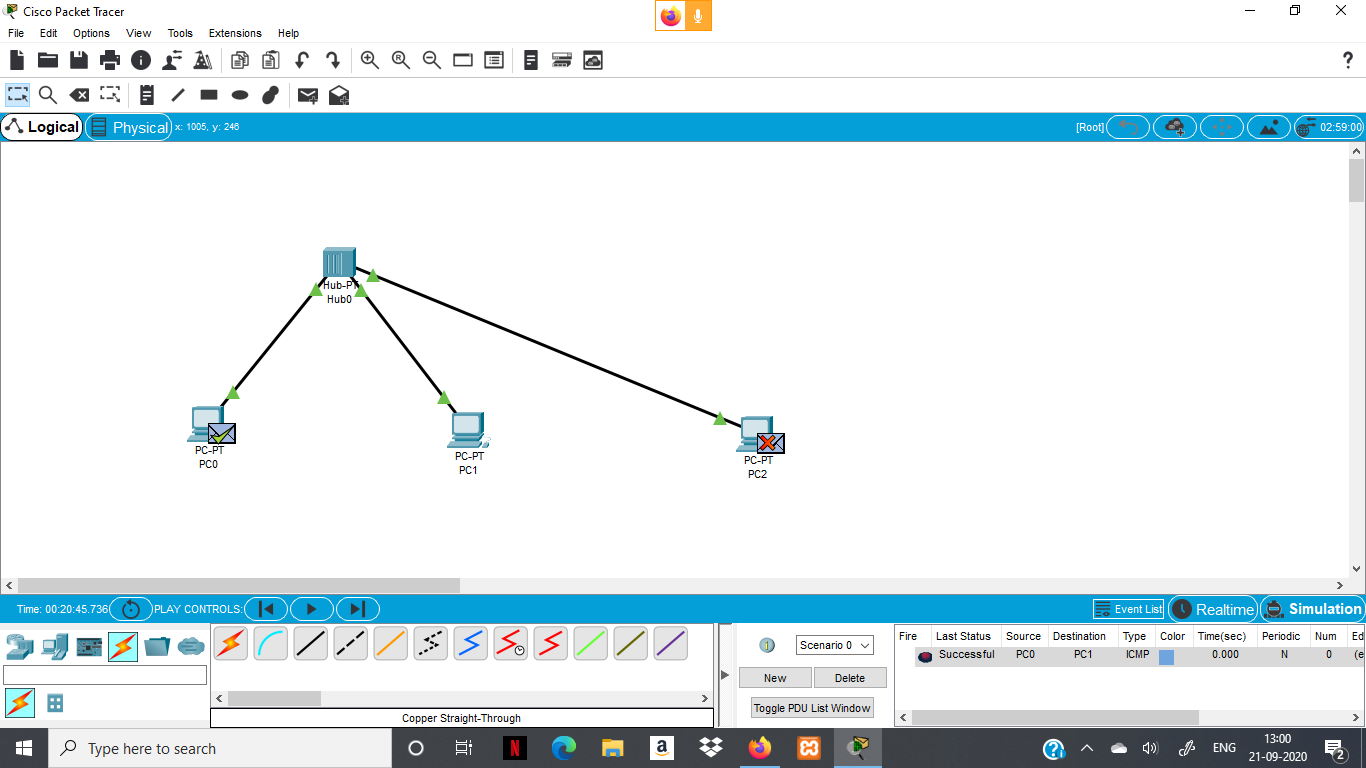 Cisco Packet Tracer
File Edit Options View Tools Extensions Help
Logical Physical x: 1005, y: 246 [Root] 02:59:00
Hub-PT
Hub0
PC-PT
PC0
PC-PT
PC1
PC-PT
PC2
Time: 00:20:45.736 PLAY CONTROLS: Event List Realtime Simulation
Scenario 0
New Delete
Toggle PDU List Window
Fire Last Status Source Destination Type Color Time(sec) Periodic Num Ed
Successful PC0 PC1 ICMP 0.000 N 0 (e
Copper Straight-Through
Type here to search
N
a
ENG
13:00
21-09-2020
2